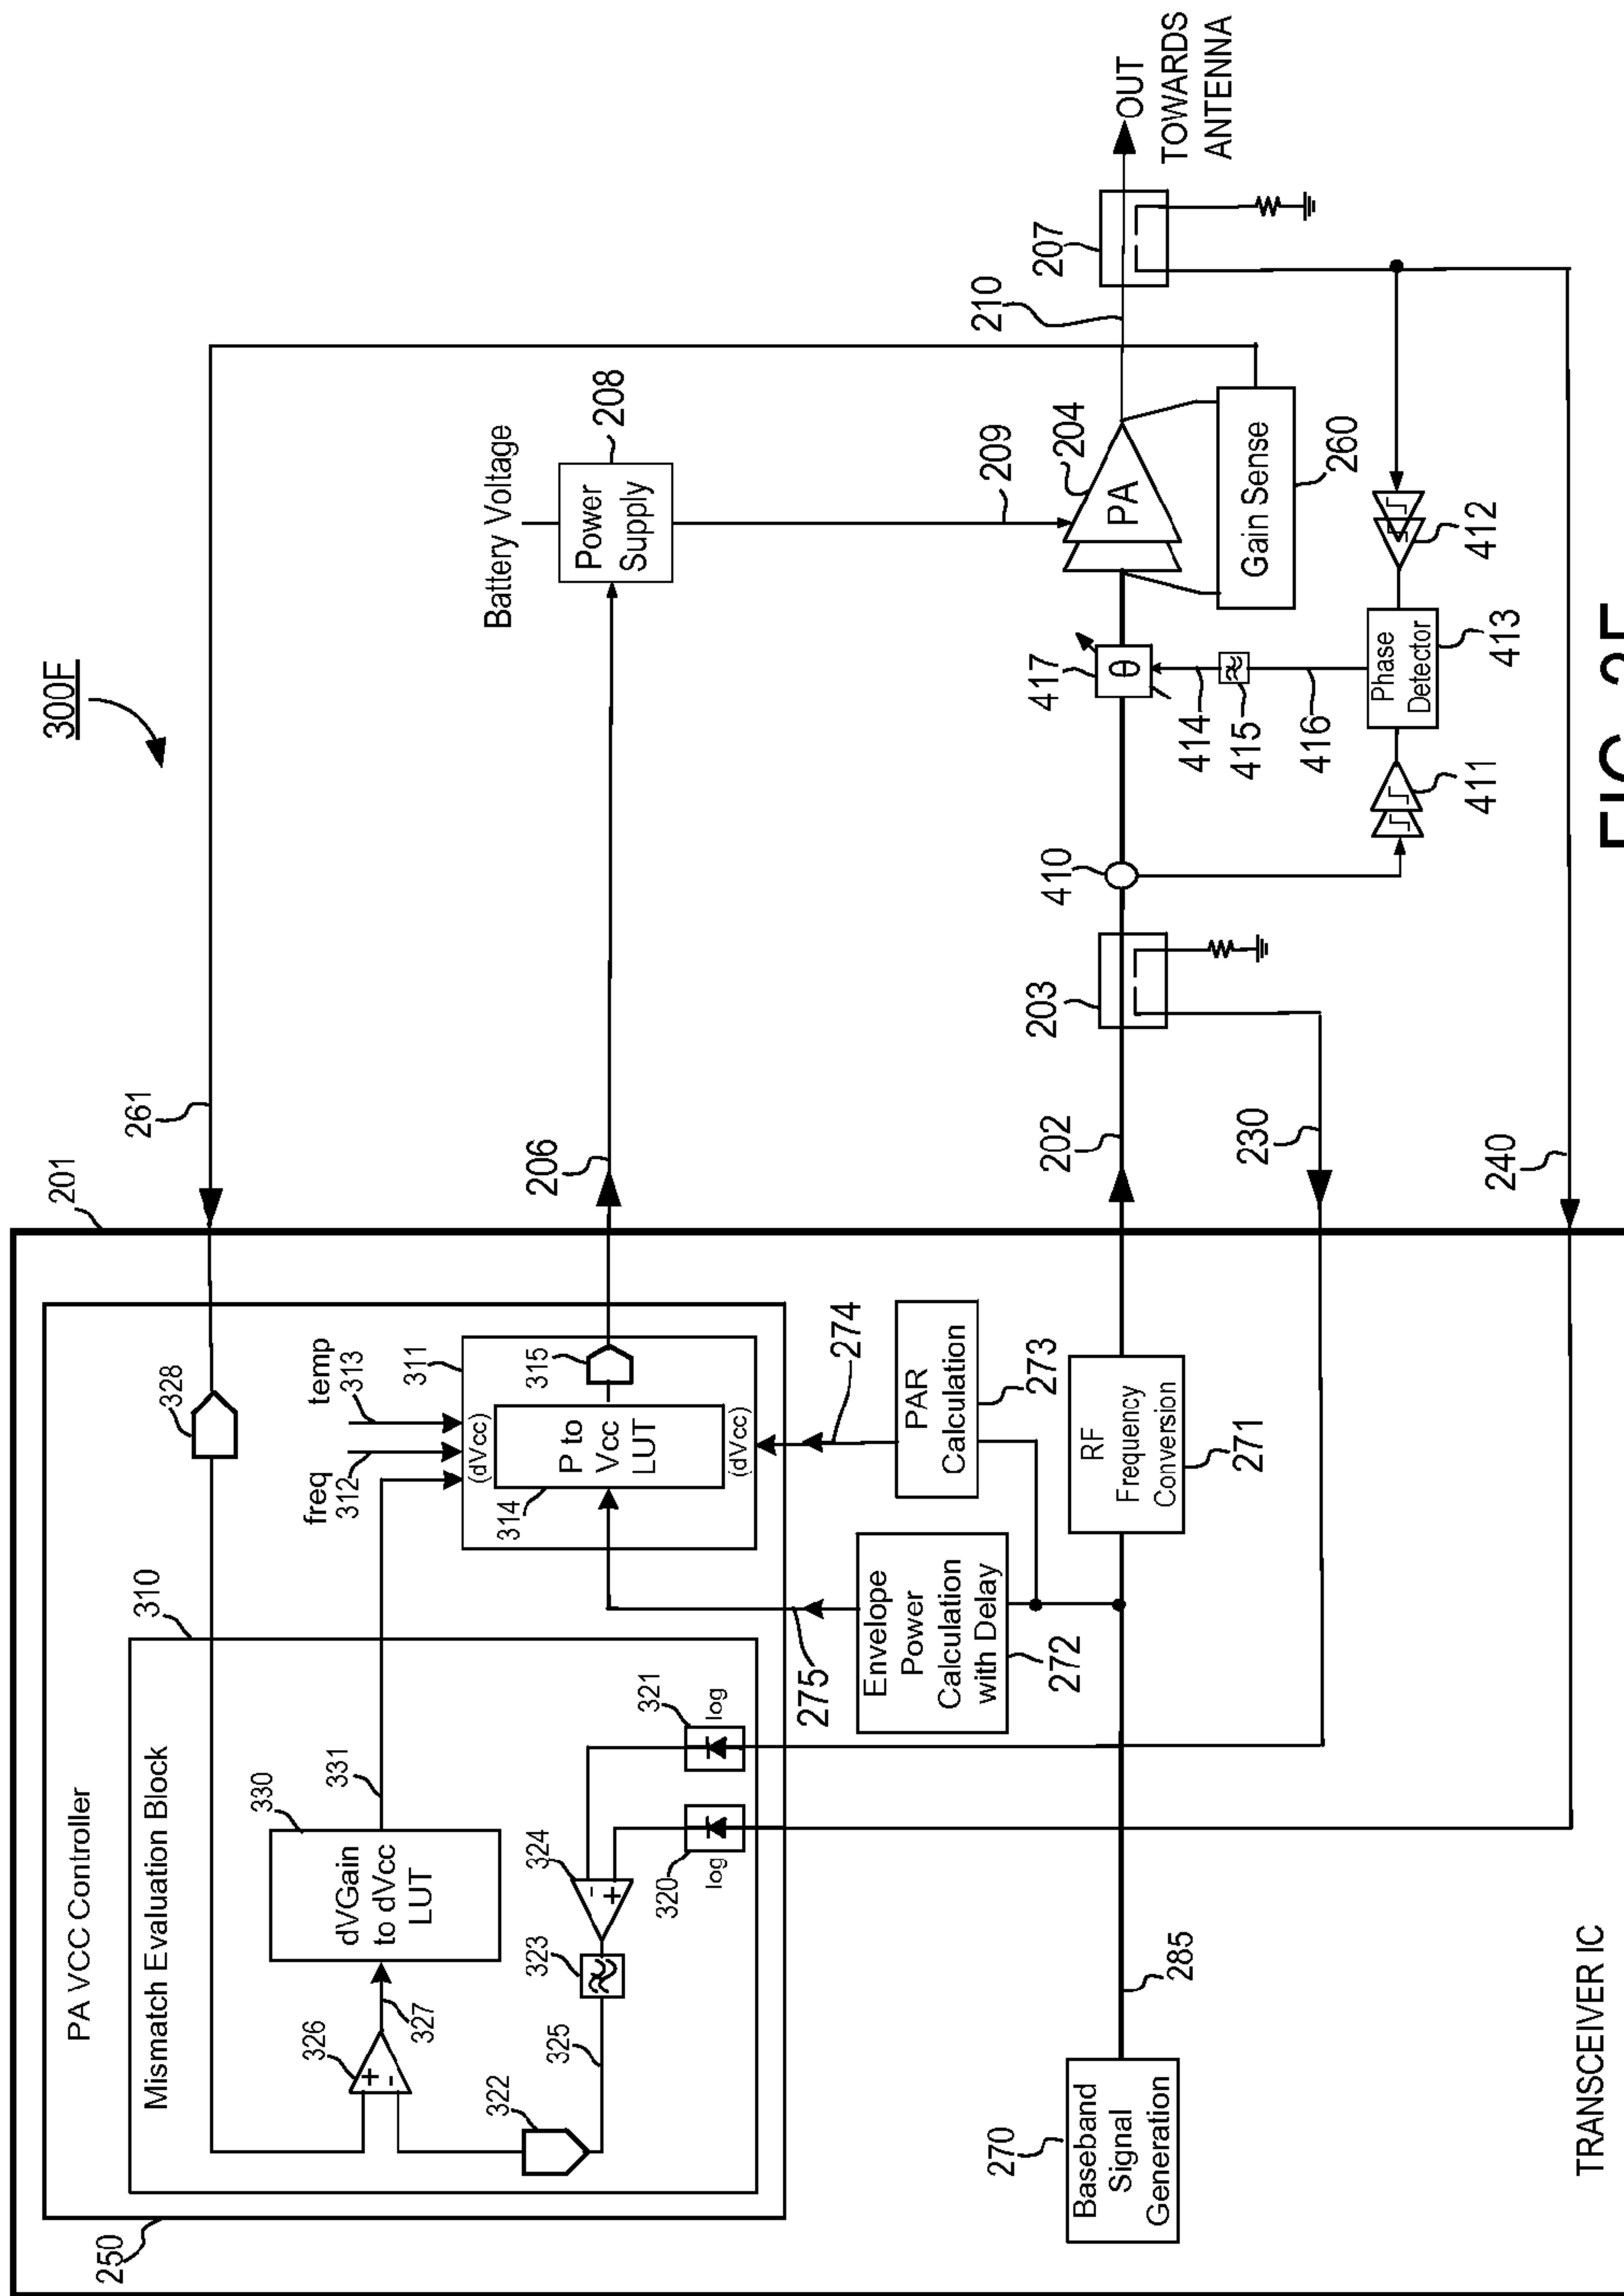 300F
201
261
250
PA VCC Controller
310
328
Mismatch Evaluation Block
326
+
-
327
330
dVGain
to dVcc
LUT
331
freq
312
temp
313
311
(dVcc)
314
P to
Vcc
LUT
315
(dVcc)
206
Battery Voltage
Power
Supply
208
209
322
325
323
324
-
+
320
log
321
log
275
274
Envelope
Power
Calculation
with Delay
272
PAR
Calculation
273
270
Baseband
Signal
Generation
285
RF
Frequency
Conversion
271
202
203
230
240
410
417
θ
414
415
416
411
Phase
Detector
413
412
PA
204
Gain Sense
260
210
207
OUT
TOWARDS
ANTENNA
TRANSCEIVER IC